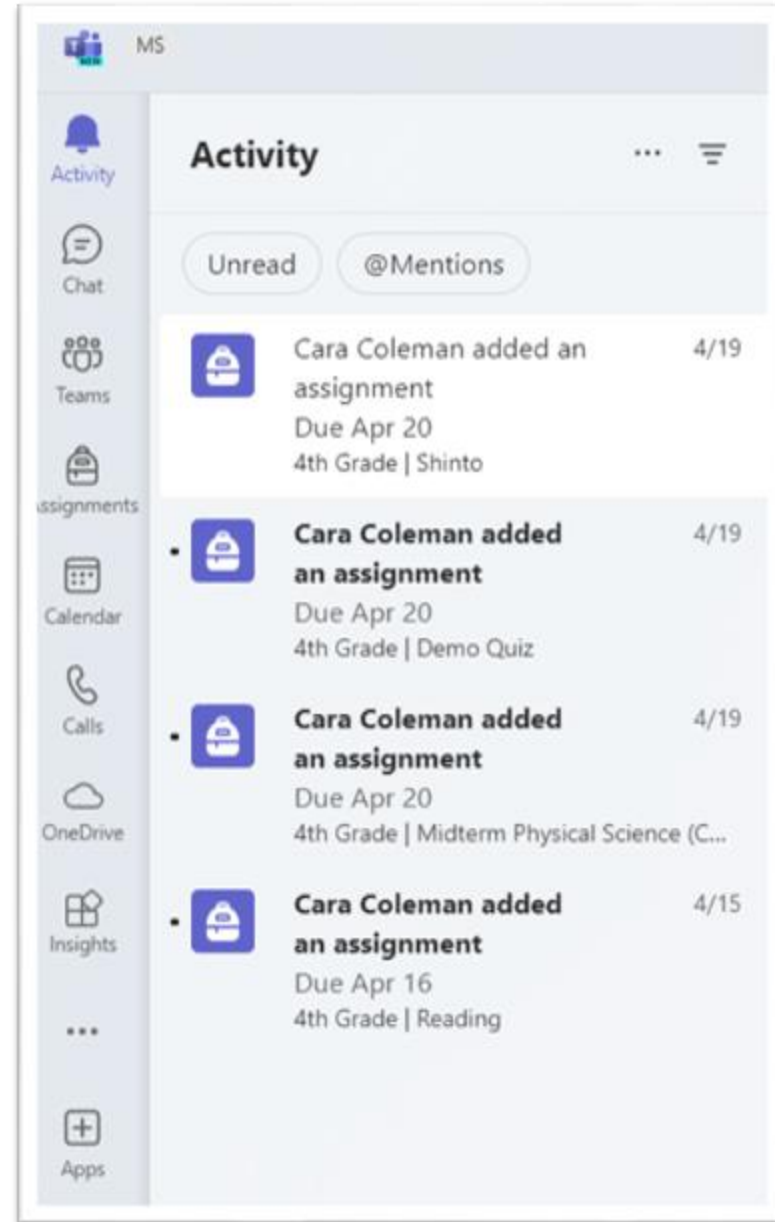 MS
Activity
Chat
Teams
ssignments
Calendar
Calls
OneDrive
Insights
Apps
Activity
Unread @Mentions
Cara Coleman added an 4/19
assignment
Due Apr 20
4th Grade | Shinto
Cara Coleman added 4/19
an assignment
Due Apr 20
4th Grade | Demo Quiz
Cara Coleman added 4/19
an assignment
Due Apr 20
4th Grade | Midterm Physical Science (C...
Cara Coleman added 4/15
an assignment
Due Apr 16
4th Grade | Reading